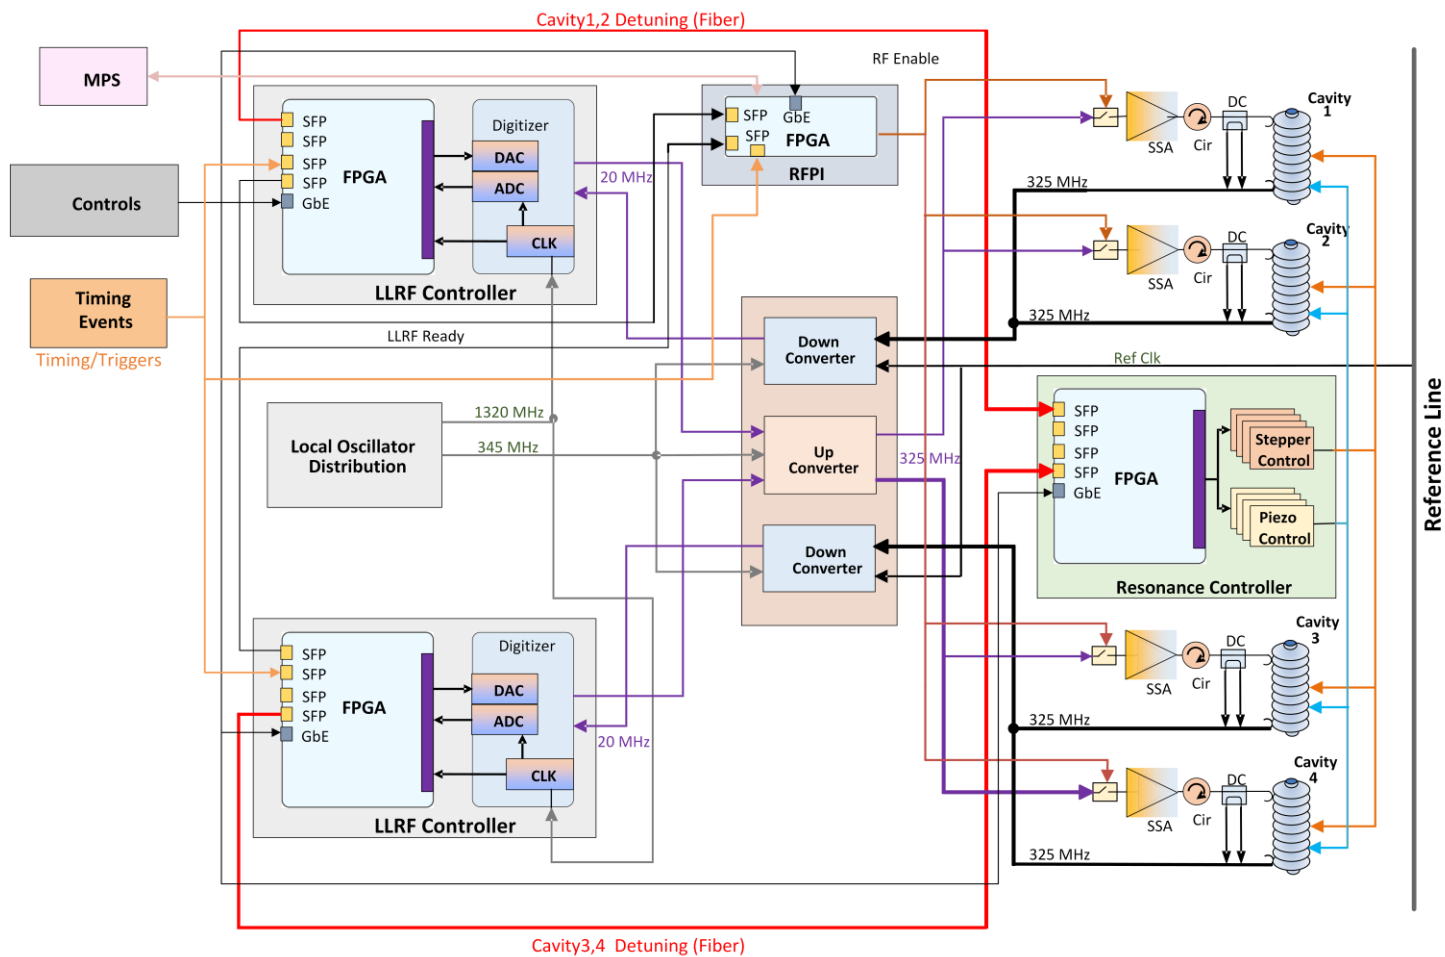 Cavity1,2 Detuning (Fiber)
MPS
RF Enable
SFP
SFP
SFP
SFP
GbE
FPGA
Digitizer
DAC
ADC
CLK
LLRF Controller
20 MHz
SFP
GbE
SFP
FPGA
RFPI
SSA
Cir
DC
Cavity
1
325 MHz
Controls
SSA
Cir
DC
Cavity
2
325 MHz
Timing
Events
Timing/Triggers
LLRF Ready
Down
Converter
Ref Clk
Local Oscillator
Distribution
1320 MHz
345 MHz
Up
Converter
325 MHz
Down
Converter
SFP
SFP
SFP
SFP
GbE
FPGA
Stepper
Control
Piezo
Control
Resonance Controller
Reference Line
SFP
SFP
SFP
SFP
GbE
FPGA
Digitizer
DAC
ADC
CLK
LLRF Controller
20 MHz
SSA
Cir
DC
Cavity
3
325 MHz
SSA
Cir
DC
Cavity
4
325 MHz
Cavity3,4 Detuning (Fiber)